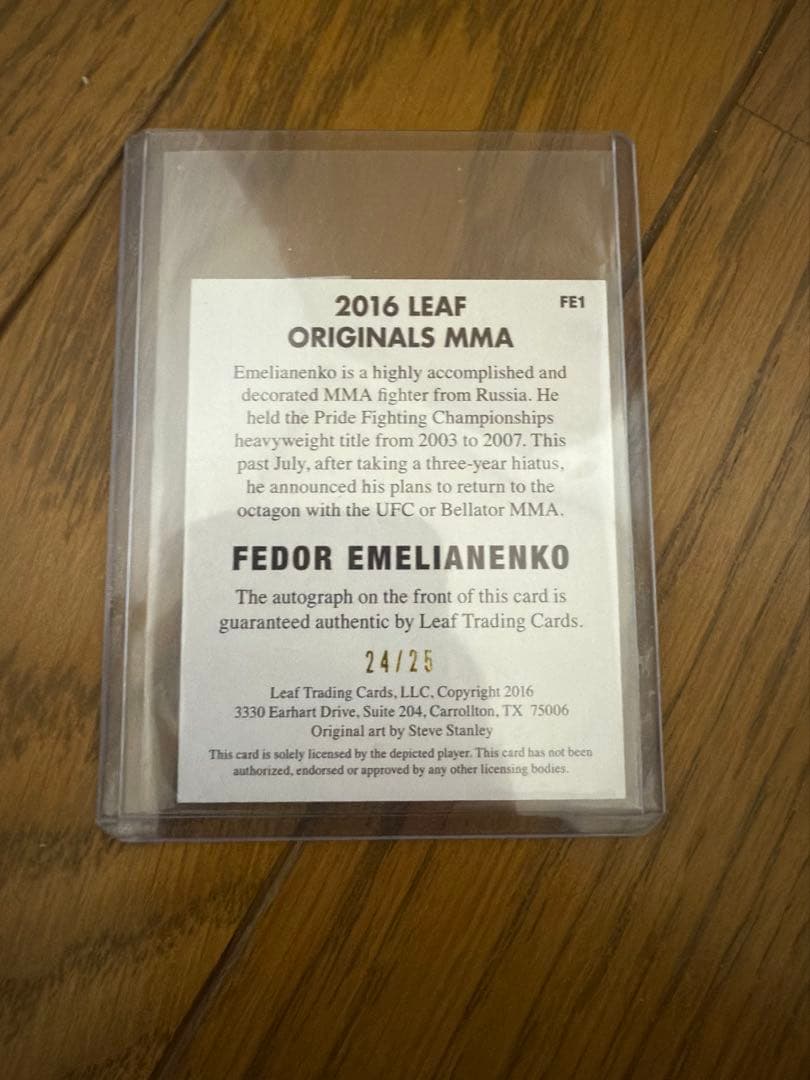 2016 LEAF FE1
ORIGINALS MMA
Emelianenko is a highly accomplished and
decorated MMA fighter from Russia. He
held the Pride Fighting Championships
heavyweight title from 2003 to 2007. This
past July, after taking a three-year hiatus,
he announced his plans to return to the
octagon with the UFC or Bellator MMA.
FEDOR EMELIANENKO
The autograph on the front of this card is
guaranteed authentic by Leaf Trading Cards.
24/25
Leaf Trading Cards, LLC, Copyright 2016
3330 Earhart Drive, Suite 204, Carrollton, TX 75006
Original art by Steve Stanley
This card is solely licensed by the depicted player. This card has not been
authorized, endorsed or approved by any other licensing bodies.